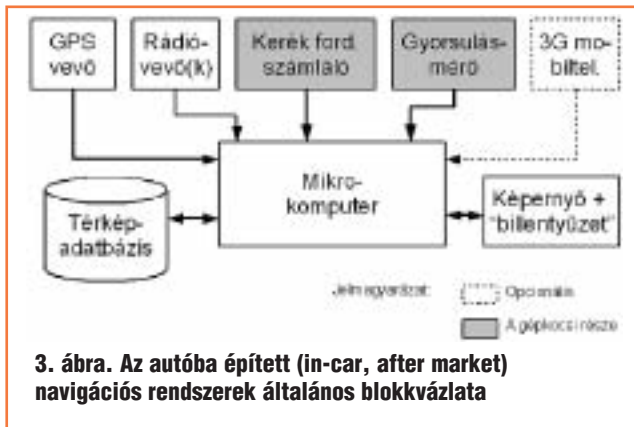 GPS
vevő
Rádió-
vevő(k)
Kerék ford.
számláló
Gyorsulás-
mérő
3G mo-
biltel.
Mikro-
komputer
Térkép-
adatbázis
Képernyő +
"billentyűzet"
Jelmagyarázat:
Opcionális
A gépkocsi része
3. ábra. Az autóba épített (in-car, after market)
navigációs rendszerek általános blokkvázlata